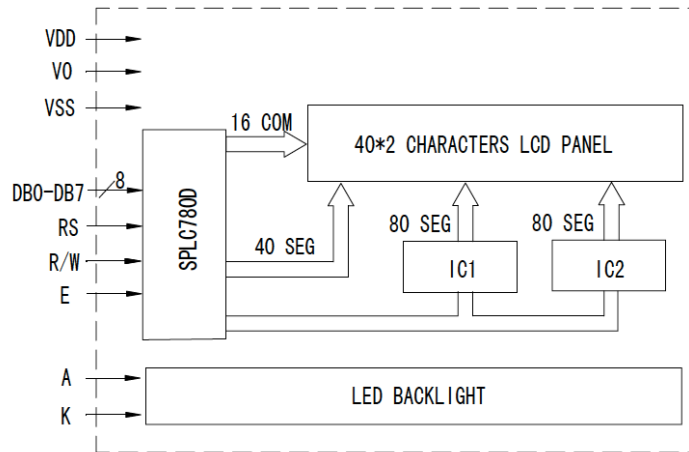 VDD
VO
VSS
16 COM
40*2 CHARACTERS LCD PANEL
DB0-DB7
8
SPLC780D
RS
40 SEG
80 SEG
80 SEG
R/W
IC1
IC2
E
A
LED BACKLIGHT
K